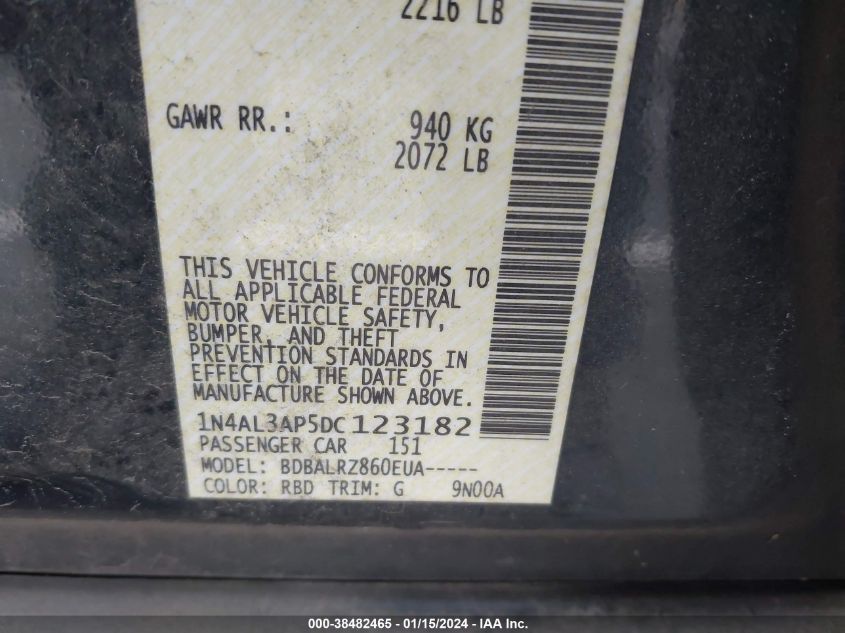 2216 LB
GAWR RR.: 940 KG
2072 LB
THIS VEHICLE CONFORMS TO
ALL APPLICABLE FEDERAL
MOTOR VEHICLE SAFETY,
BUMPER, AND THEFT
PREVENTION STANDARDS IN
EFFECT ON THE DATE OF
MANUFACTURE SHOWN ABOVE.
1N4AL3AP5DC123182
PASSENGER CAR 151
MODEL: BDBALRZ860EUA-----
COLOR: RBD TRIM: G 9N00A
000-38482465 - 01/15/2024 - IAA Inc.